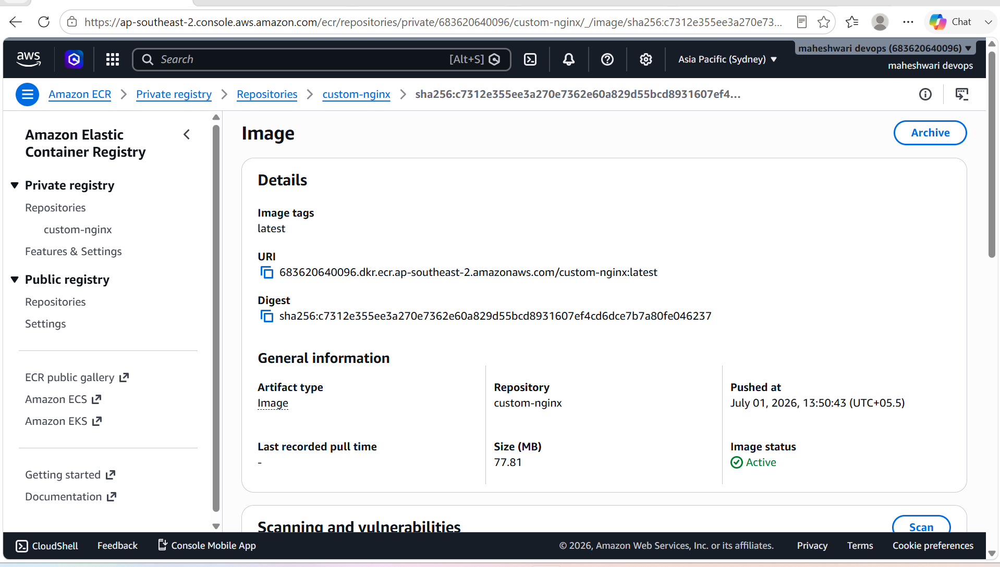 https://ap-southeast-2.console.aws.amazon.com/ecr/repositories/private/683620640096/custom-nginx/_/image/sha256:c7312e355ee3a270e73...
Chat
aws
Search
[Alt+S]
Asia Pacific (Sydney)
maheshwari devops (683620640096)
maheshwari devops
Amazon ECR
Private registry
Repositories
custom-nginx
sha256:c7312e355ee3a270e7362e60a829d55bcd8931607ef4...
Amazon Elastic
Container Registry
Private registry
Repositories
custom-nginx
Features & Settings
Public registry
Repositories
Settings
ECR public gallery
Amazon ECS
Amazon EKS
Getting started
Documentation
Image
Archive
Details
Image tags
latest
URI
683620640096.dkr.ecr.ap-southeast-2.amazonaws.com/custom-nginx:latest
Digest
sha256:c7312e355ee3a270e7362e60a829d55bcd8931607ef4cd6dce7b7a80fe046237
General information
Artifact type
Image
Repository
custom-nginx
Pushed at
July 01, 2026, 13:50:43 (UTC+05.5)
Last recorded pull time
-
Size (MB)
77.81
Image status
Active
Scanning and vulnerabilities
Scan
CloudShell
Feedback
Console Mobile App
© 2026, Amazon Web Services, Inc. or its affiliates.
Privacy
Terms
Cookie preferences